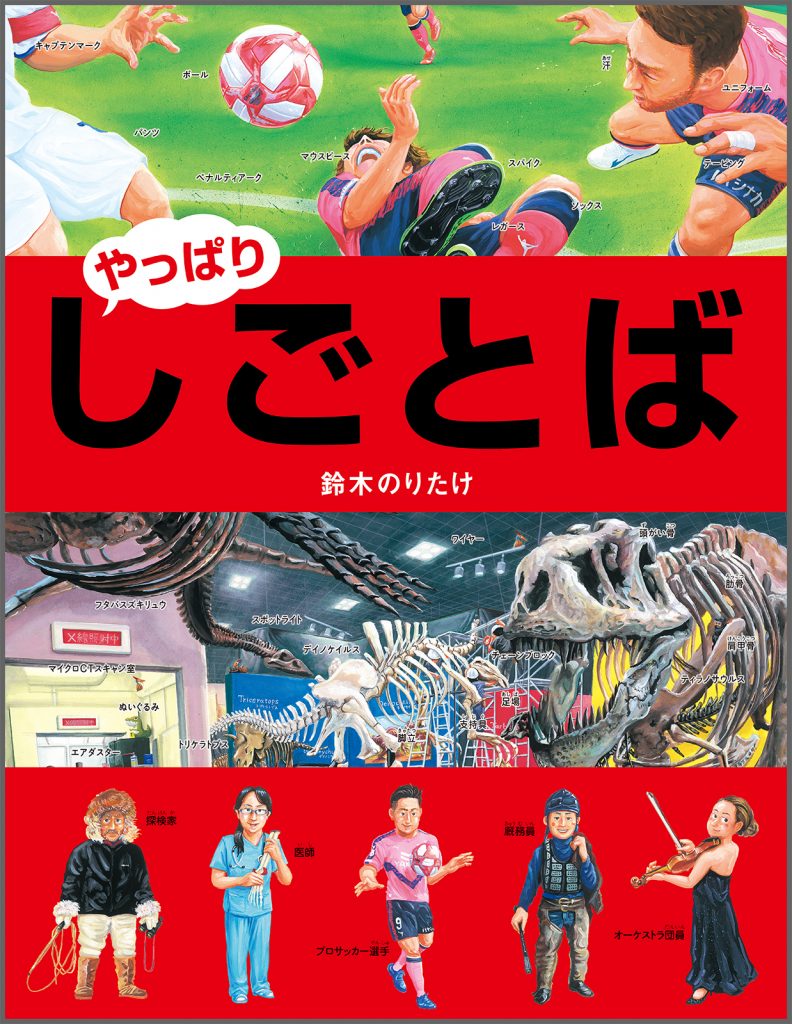 キャプテンマーク
ボール
あせ
汗
ユニフォーム
パンツ
マウスピース
スパイク
テーピング
ペナルティアーク
ソックス
レガース
やっぱり
しごとば
鈴木のりたけ
ワイヤー
頭がい骨
肋骨
フタバスズキリュウ
スポットライト
X線照射中
デイノケイルス
チェーンブロック
肩甲骨
マイクロCTスキャン室
ティラノサウルス
Triceratops
足場
ぬいぐるみ
支持具
トリケラトプス
脚立
エアダスター
探検家
医師
厩務員
9
プロサッカー選手
オーケストラ団員